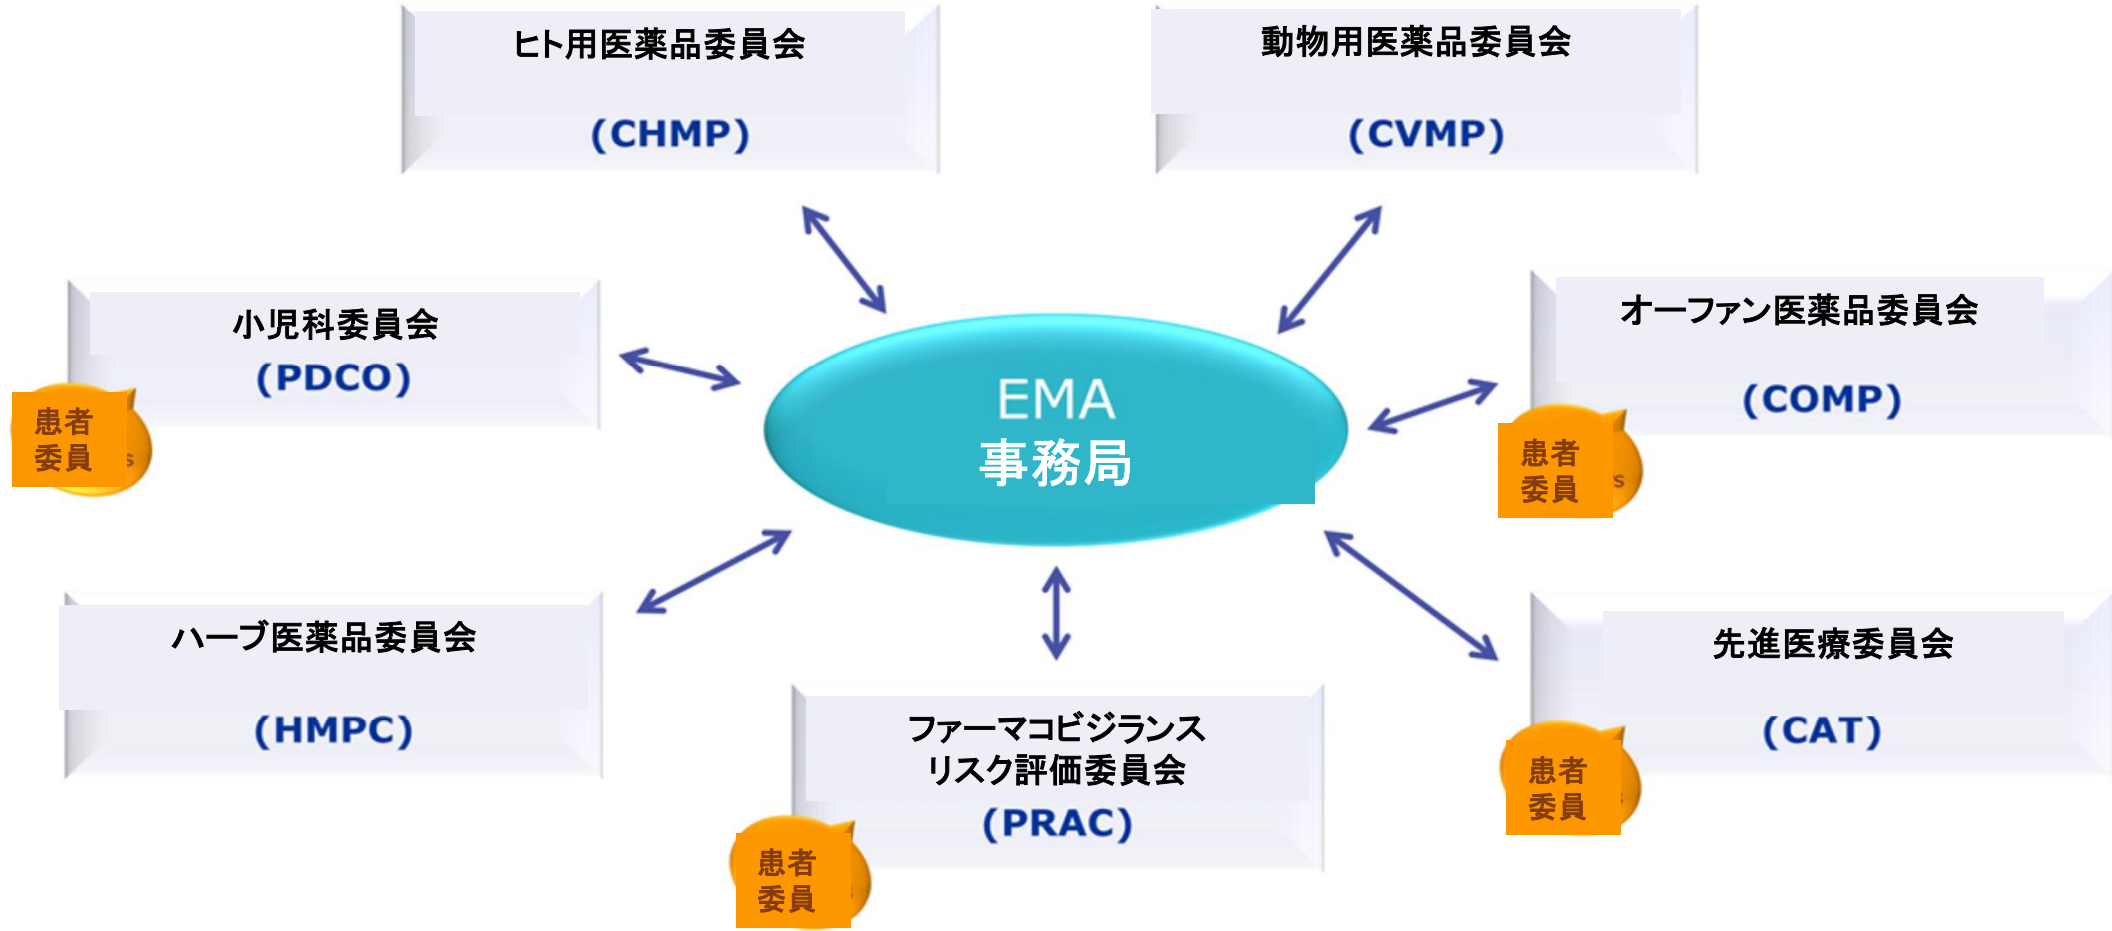 ヒト用医薬品委員会
(CHMP)
動物用医薬品委員会
(CVMP)
小児科委員会
(PDCO)
患者
委員
オーファン医薬品委員会
(COMP)
患者
委員
EMA
事務局
ハーブ医薬品委員会
(HMPC)
ファーマコビジランス
リスク評価委員会
(PRAC)
患者
委員
先進医療委員会
(CAT)
患者
委員